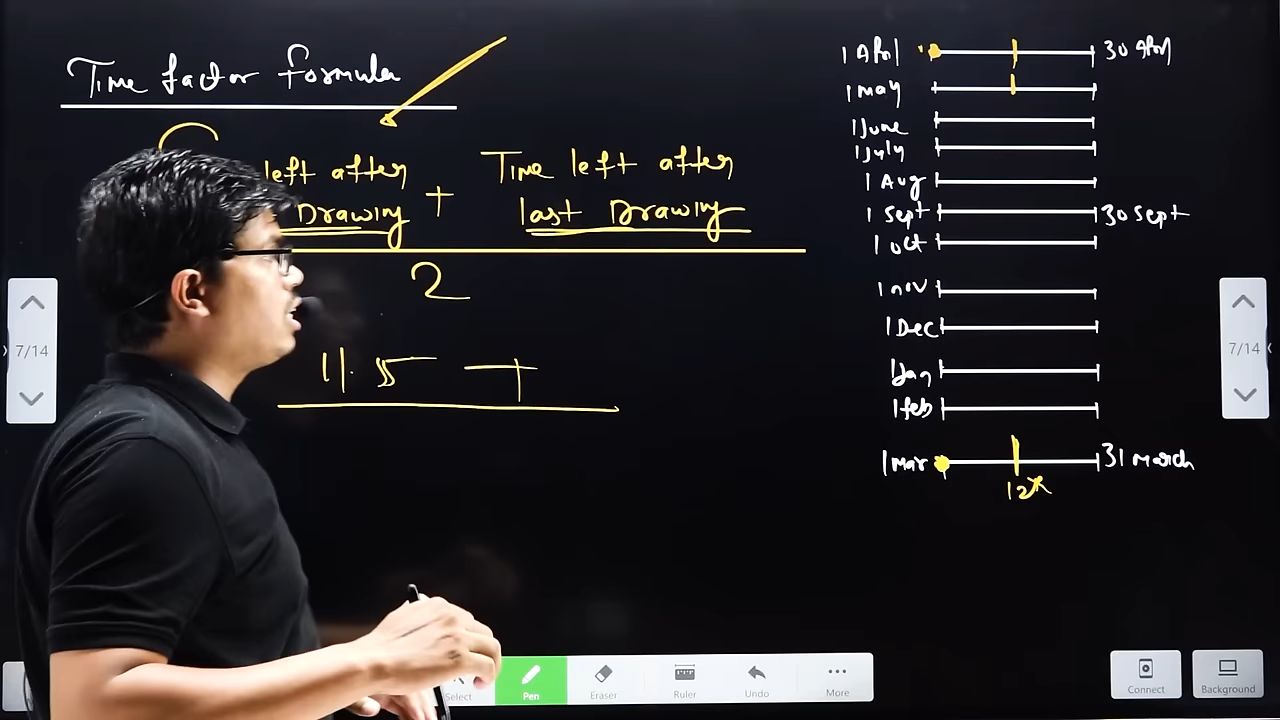 Time factor formula
left after
Drawing
+
Time left after
last Drawing
2
11.5 +
1 April 30 April
1 may
1 June
1 July
1 Aug
1 Sept 30 Sept
1 oct
1 nov
1 Dec
1 Jan
1 feb
1 Mar 31 March
7/14
7/14
Select
Pen
Eraser
Ruler
Undo
More
Connect
Background